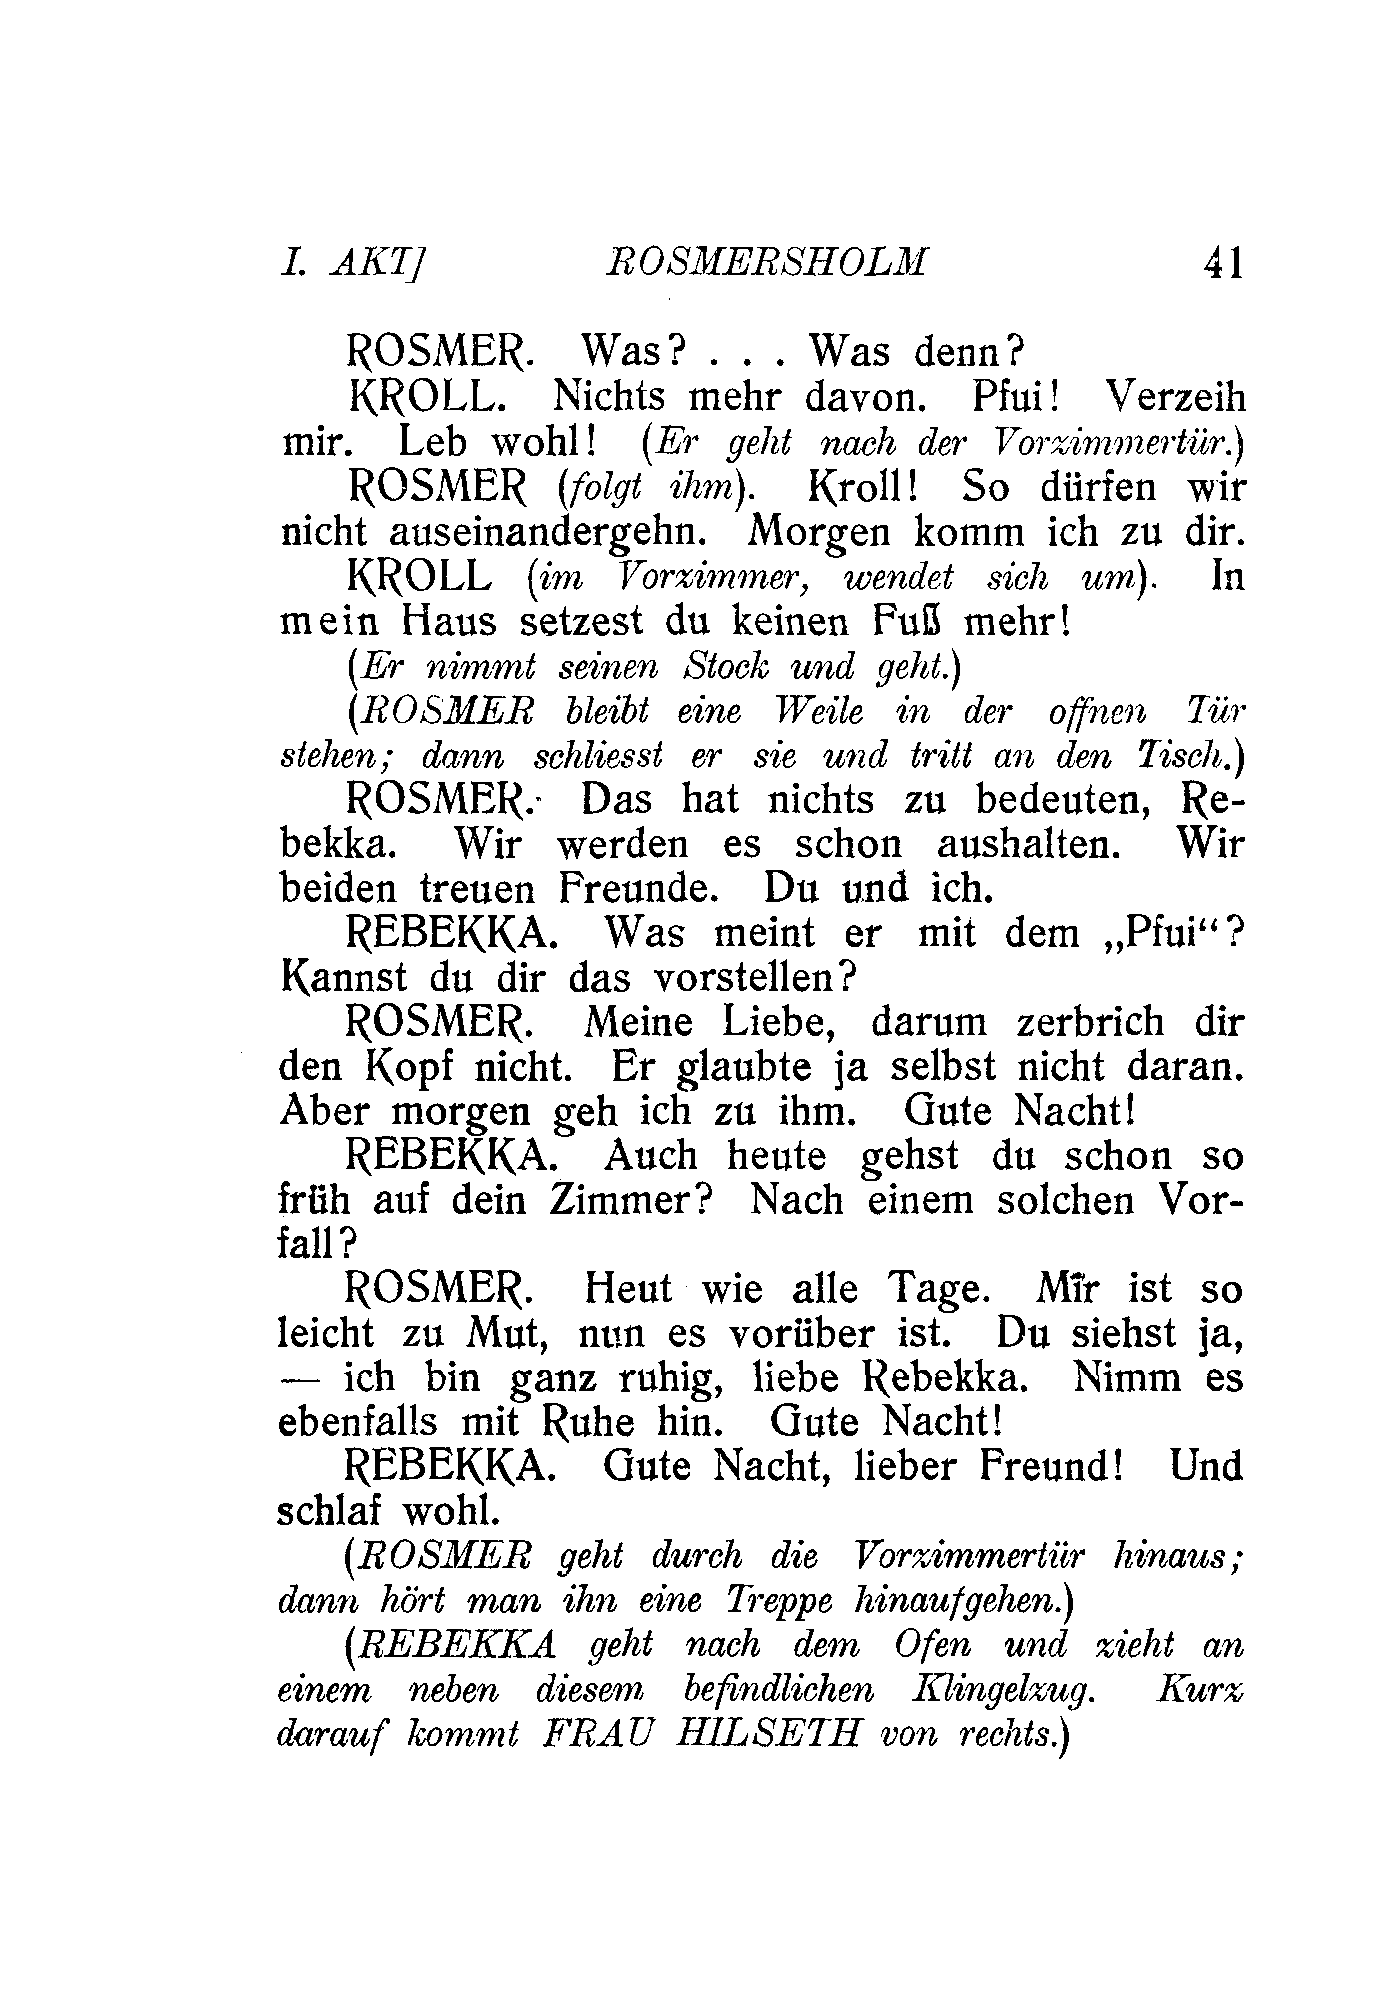 I. AKT] ROSMERSHOLM 41
ROSMER. Was? . . . Was denn?
KROLL. Nichts mehr davon. Pfui! Verzeih
mir. Leb wohl! (Er geht nach der Vorzimmertür.)
ROSMER (folgt ihm). Kroll! So dürfen wir
nicht auseinandergehn. Morgen komm ich zu dir.
KROLL (im Vorzimmer, wendet sich um). In
mein Haus setzest du keinen Fuß mehr!
(Er nimmt seinen Stock und geht.)
(ROSMER bleibt eine Weile in der offnen Tür
stehen; dann schliesst er sie und tritt an den Tisch.)
ROSMER. Das hat nichts zu bedeuten, Re-
bekka. Wir werden es schon aushalten. Wir
beiden treuen Freunde. Du und ich.
REBEKKA. Was meint er mit dem „Pfui“?
Kannst du dir das vorstellen?
ROSMER. Meine Liebe, darum zerbrich dir
den Kopf nicht. Er glaubte ja selbst nicht daran.
Aber morgen geh ich zu ihm. Gute Nacht!
REBEKKA. Auch heute gehst du schon so
früh auf dein Zimmer? Nach einem solchen Vor-
fall?
ROSMER. Heut wie alle Tage. Mir ist so
leicht zu Mut, nun es vorüber ist. Du siehst ja,
— ich bin ganz ruhig, liebe Rebekka. Nimm es
ebenfalls mit Ruhe hin. Gute Nacht!
REBEKKA. Gute Nacht, lieber Freund! Und
schlaf wohl.
(ROSMER geht durch die Vorzimmertür hinaus;
dann hört man ihn eine Treppe hinaufgehen.)
(REBEKKA geht nach dem Ofen und zieht an
einem neben diesem befindlichen Klingelzug. Kurz
darauf kommt FRAU HILSETH von rechts.)